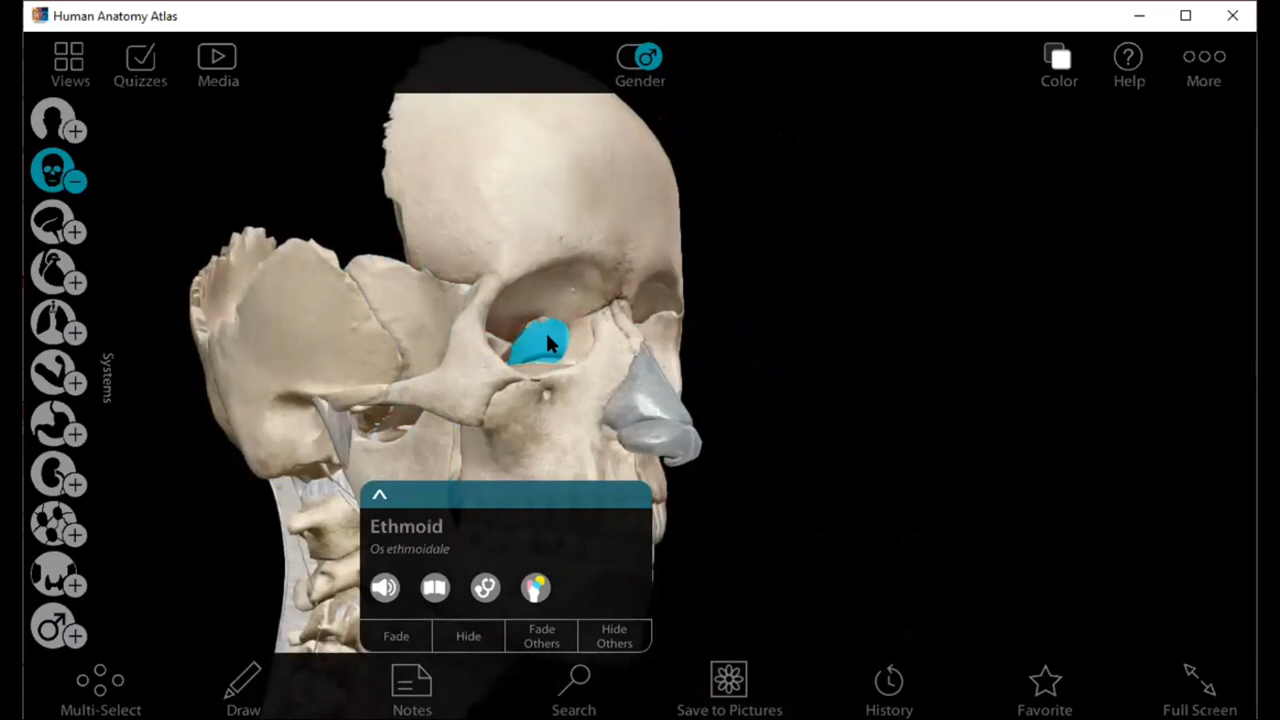 Human Anatomy Atlas
Views
Quizzes
Media
Gender
Color
Help
More
Systems
Ethmoid
Os ethmoidale
Fade
Hide
Fade
Others
Hide
Others
Multi-Select
Draw
Notes
Search
Save to Pictures
History
Favorite
Full Screen